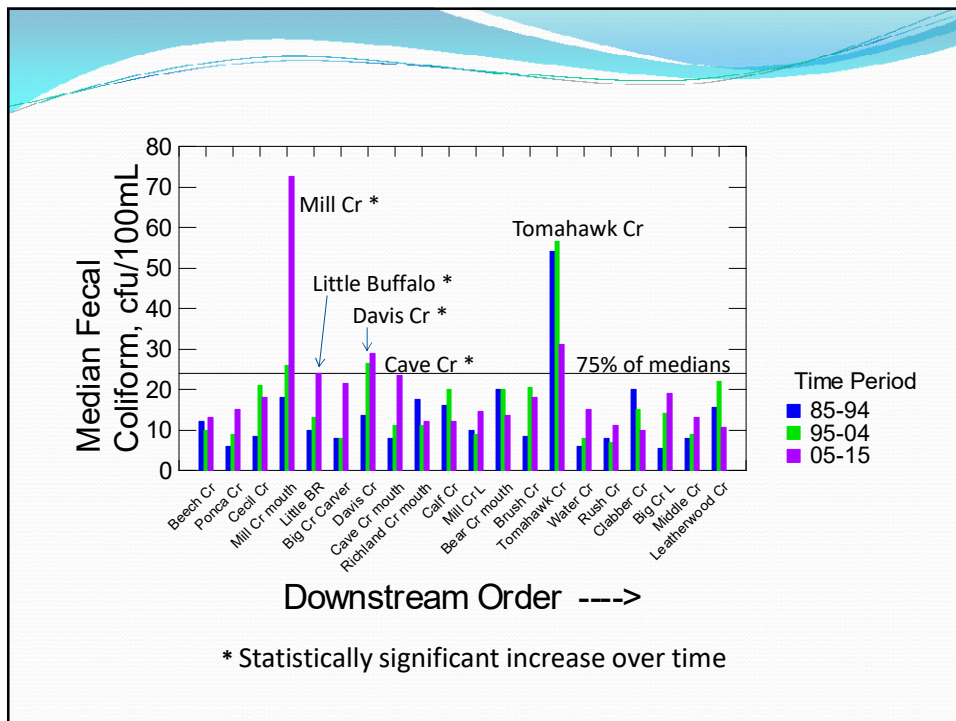 80
70
60
50
40
30
20
10
0
Median Fecal
Coliform, cfu/100mL
Mill Cr *
Tomahawk Cr
Little Buffalo *
Davis Cr *
Cave Cr *
75% of medians
Time Period
85-94
95-04
05-15
Beech Cr
Ponca Cr
Cecil Cr
Mill Cr mouth
Little BR
Big Cr Carver
Davis Cr
Cave Cr mouth
Richland Cr mouth
Calf Cr
Mill Cr L
Bear Cr mouth
Brush Cr
Tomahawk Cr
Water Cr
Rush Cr
Clabber Cr
Big Cr L
Middle Cr
Leatherwood Cr
Downstream Order ---->
* Statistically significant increase over time